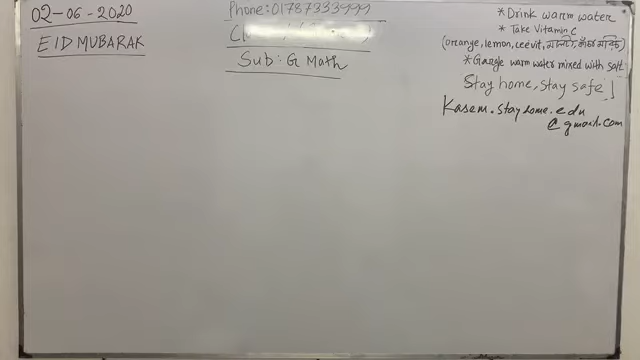 02-06-2020
EID MUBARAK
Phone:01787333999
Sub: G Math
* Drink warm water
* Take Vitamin C
(orange, lemon, ceevit,
* Gargle warm water mixed with salt
Stay home, Stay safe
Kasem.stayhome.edu
@gmail.com